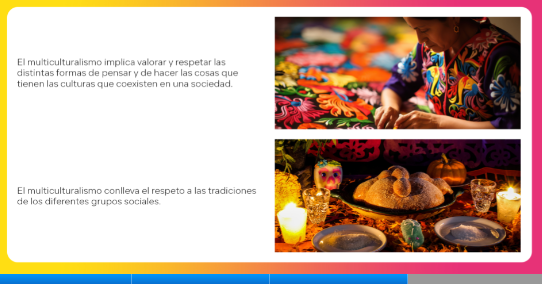 El multiculturalismo implica valorar y respetar las
distintas formas de pensar y de hacer las cosas que
tienen las culturas que coexisten en una sociedad.
El multiculturalismo conlleva el respeto a las tradiciones
de los diferentes grupos sociales.